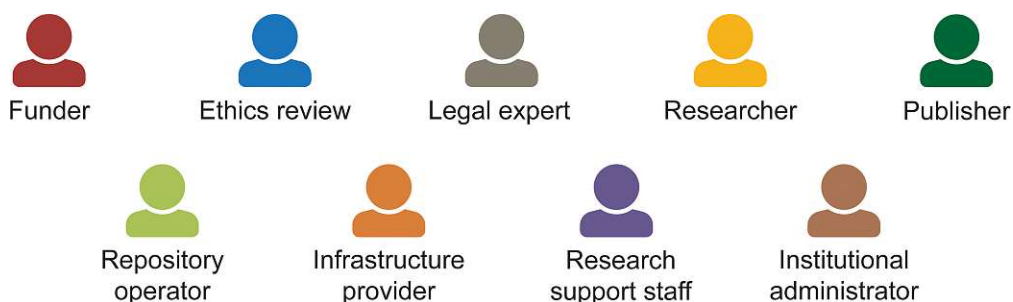 Funder
Ethics review
Legal expert
Researcher
Publisher
Repository
operator
Infrastructure
provider
Research
support staff
Institutional
administrator